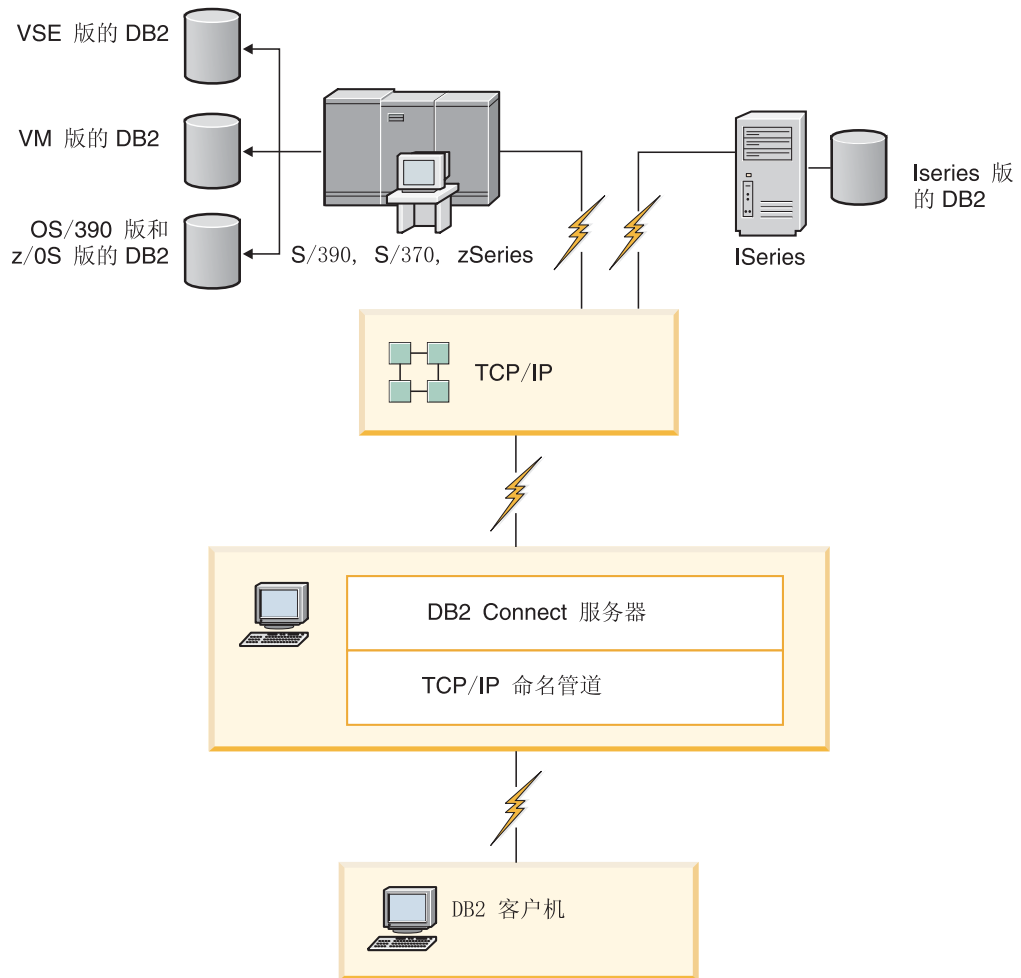 VSE 版的 DB2
VM 版的 DB2
OS/390 版和
z/0S 版的 DB2
S/390, S/370, zSeries
Iseries 版
的 DB2
ISeries
TCP/IP
DB2 Connect 服务器
TCP/IP 命名管道
DB2 客户机